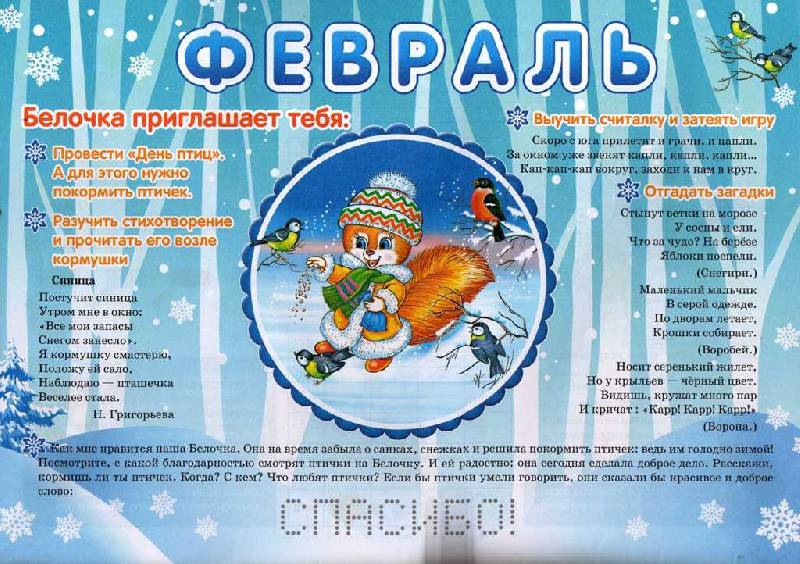 ФЕВРАЛЬ
Белочка приглашает тебя:
Провести «День птиц».
А для этого нужно
покормить птичек.
Разучить стихотворение
и прочитать его возле
кормушки
Синица
Постучит синица
Утром мне в окно:
«Все мои запасы
Снегом занесло».
Я кормушку смастерю,
Положу ей сало,
Наблюдаю — пташечка
Веселее стала.
Н. Григорьева
Выучить считалку и затеять игру
Скоро с юга прилетят и грачи, и цапли.
За окном уже звенят капли, капли, капли...
Кап-кап-кап вокруг, заходи к нам в круг.
Отгадать загадки
Стынут ветки на морозе
У сосны и ели.
Что за чудо? На берёзе
Яблоки поспели.
(Снегири.)
Маленький мальчик
В серой одежде.
По дворам летает,
Крошки собирает.
(Воробей.)
Носит серенький жилет,
Но у крыльев — чёрный цвет.
Видишь, кружат много пар
И кричат : «Карр! Карр! Карр!»
(Ворона.)
Как мне нравится наша Белочка. Она на время забыла о санках, снежках и решила покормить птичек: ведь им голодно зимой!
Посмотрите, с какой благодарностью смотрят птички на Белочку. И ей радостно: она сегодня сделала доброе дело. Расскажи,
кормишь ли ты птичек. Когда? С кем? Что любят птички? Если бы птички умели говорить, они сказали бы красивое и доброе
слово:
СПАСИБО!